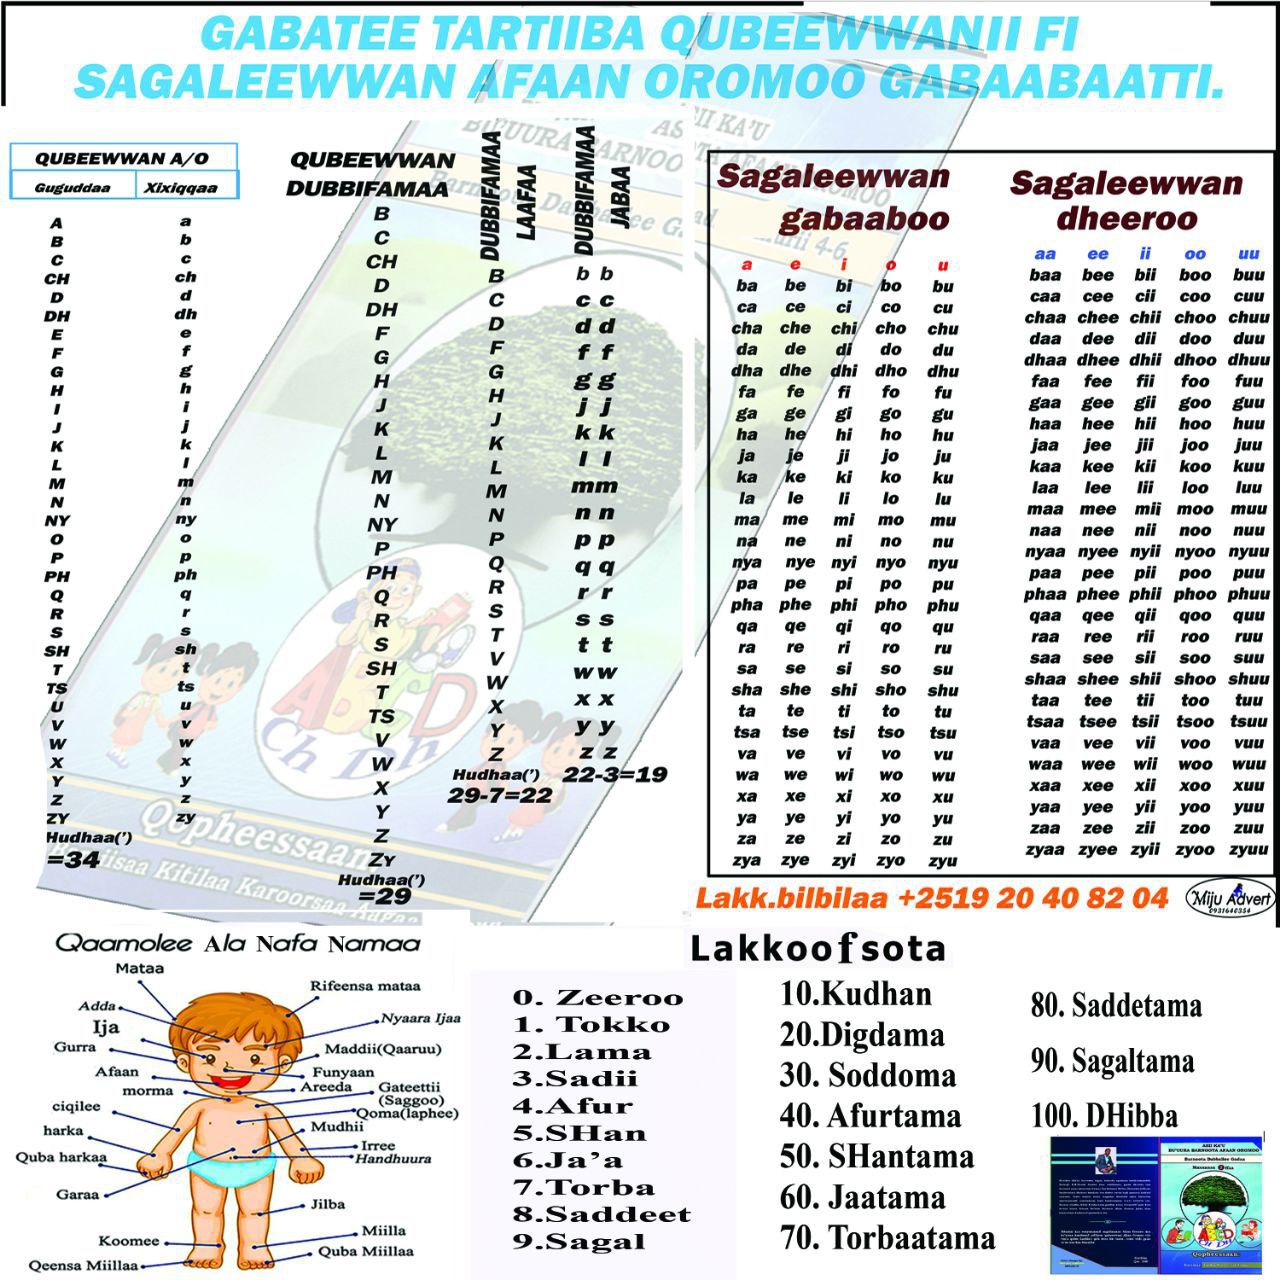 GABATEE TARTIIBA QUBEEWWANII FI
SAGALEEWWAN AFAAN OROMOO GABAABAATTI.
QUBEEWWAN A/O
Guguddaa Xixiqqaa
A a
B b
C c
CH ch
D d
DH dh
E e
F f
G g
H h
I i
J j
K k
L l
M m
N n
NY ny
O o
P p
PH ph
Q q
R r
S s
SH sh
T t
TS ts
U u
V v
W w
X x
Y y
Z z
ZY zy
Hudhaa(’)
=34
QUBEEWWAN
DUBBIFAMAA
B
C
CH
D
DH
F
G
H
J
K
L
M
N
NY
P
PH
Q
R
S
SH
T
TS
V
W
X
Y
Z
ZY
Hudhaa(’)
=29
DUBBIFAMAA
LAAFAA
B
C
D
F
G
H
J
K
L
M
N
P
Q
R
S
T
V
W
X
Y
Z
Hudhaa(’)
29-7=22
DUBBIFAMAA
JABAA
b b
c c
d d
f f
g g
j j
k k
l l
mm
n n
p p
q q
r r
s s
t t
w w
x x
y y
z z
22-3=19
Sagaleewwan
gabaaboo
a e i o u
ba be bi bo bu
ca ce ci co cu
cha che chi cho chu
da de di do du
dha dhe dhi dho dhu
fa fe fi fo fu
ga ge gi go gu
ha he hi ho hu
ja je ji jo ju
ka ke ki ko ku
la le li lo lu
ma me mi mo mu
na ne ni no nu
nya nye nyi nyo nyu
pa pe pi po pu
pha phe phi pho phu
qa qe qi qo qu
ra re ri ro ru
sa se si so su
sha she shi sho shu
ta te ti to tu
tsa tse tsi tso tsu
va ve vi vo vu
wa we wi wo wu
xa xe xi xo xu
ya ye yi yo yu
za ze zi zo zu
zya zye zyi zyo zyu
Sagaleewwan
dheeroo
aa ee ii oo uu
baa bee bii boo buu
caa cee cii coo cuu
chaa chee chii choo chuu
daa dee dii doo duu
dhaa dhee dhii dhoo dhuu
faa fee fii foo fuu
gaa gee gii goo guu
haa hee hii hoo huu
jaa jee jii joo juu
kaa kee kii koo kuu
laa lee lii loo luu
maa mee mii moo muu
naa nee nii noo nuu
nyaa nyee nyii nyoo nyuu
paa pee pii poo puu
phaa phee phii phoo phuu
qaa qee qii qoo quu
raa ree rii roo ruu
saa see sii soo suu
shaa shee shii shoo shuu
taa tee tii too tuu
tsaa tsee tsii tsoo tsuu
vaa vee vii voo vuu
waa wee wii woo wuu
xaa xee xii xoo xuu
yaa yee yii yoo yuu
zaa zee zii zoo zuu
zyaa zyee zyii zyoo zyuu
Lakk.bilbilaa +2519 20 40 82 04
Miju Advert
0931640354
Qaamolee Ala Nafa Namaa
Mataa
Rifeensa mataa
Adda
Nyaara Ijaa
Ija
Gurra
Maddii(Qaaruu)
Afaan
Funyaan
morma
Areeda
Gateettii
(Saggoo)
ciqilee
Qoma(laphee)
harka
Mudhii
Irree
Quba harkaa
Handhuura
Garaa
Jilba
Miilla
Koomee
Quba Miillaa
Qeensa Miillaa
Lakkoofsota
0. Zeeroo
1. Tokko
2.Lama
3.Sadii
4.Afur
5.SHan
6.Ja’a
7.Torba
8.Saddeet
9.Sagal
10.Kudhan
20.Digdama
30. Soddoma
40. Afurtama
50. SHantama
60. Jaatama
70. Torbaatama
80. Saddetama
90. Sagaltama
100. DHibba
ASII KA'U
BU'UURA BARNOOTA AFAAN OROMOO
Barnoota Dabballee Gadaa
ABCD
Ch Dh
Qopheessaan